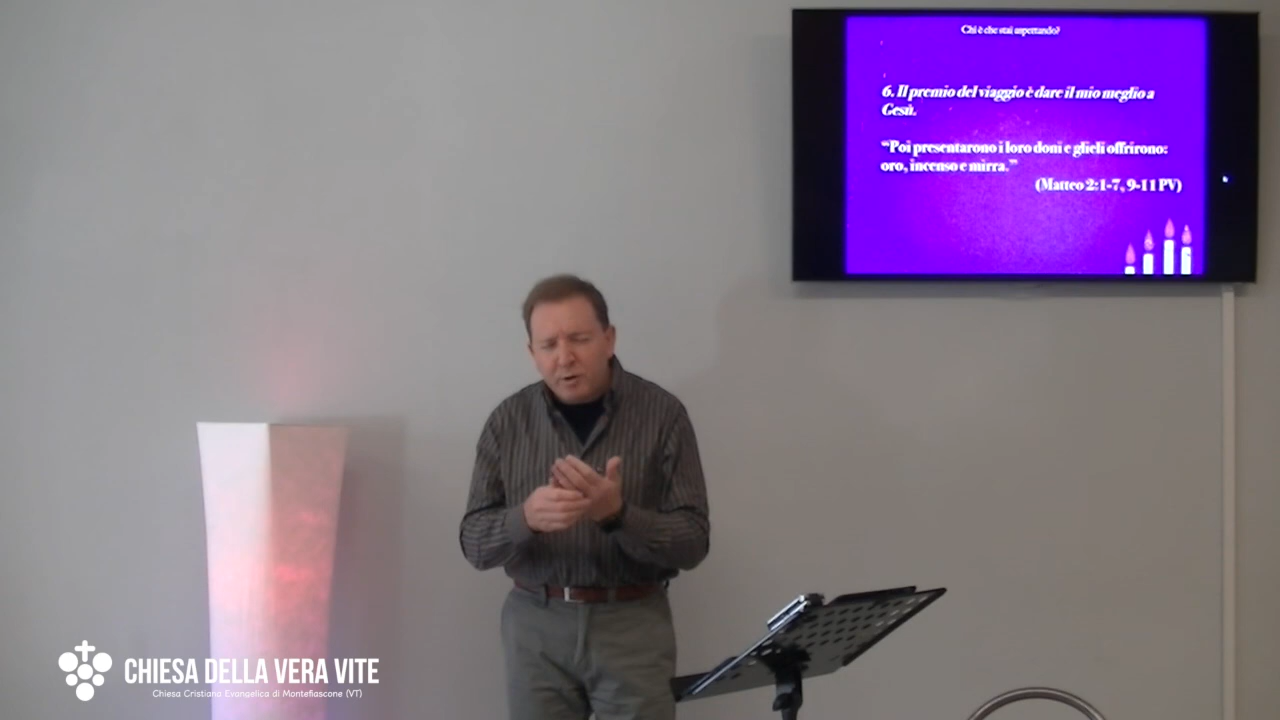 Chi è che stai aspettando?
6. Il premio del viaggio è dare il mio meglio a
Gesù.
“Poi presentarono i loro doni e glieli offrirono:
oro, incenso e mirra.”
(Matteo 2:1-7, 9-11 PV)
CHIESA DELLA VERA VITE
Chiesa Cristiana Evangelica di Montefiascone (VT)